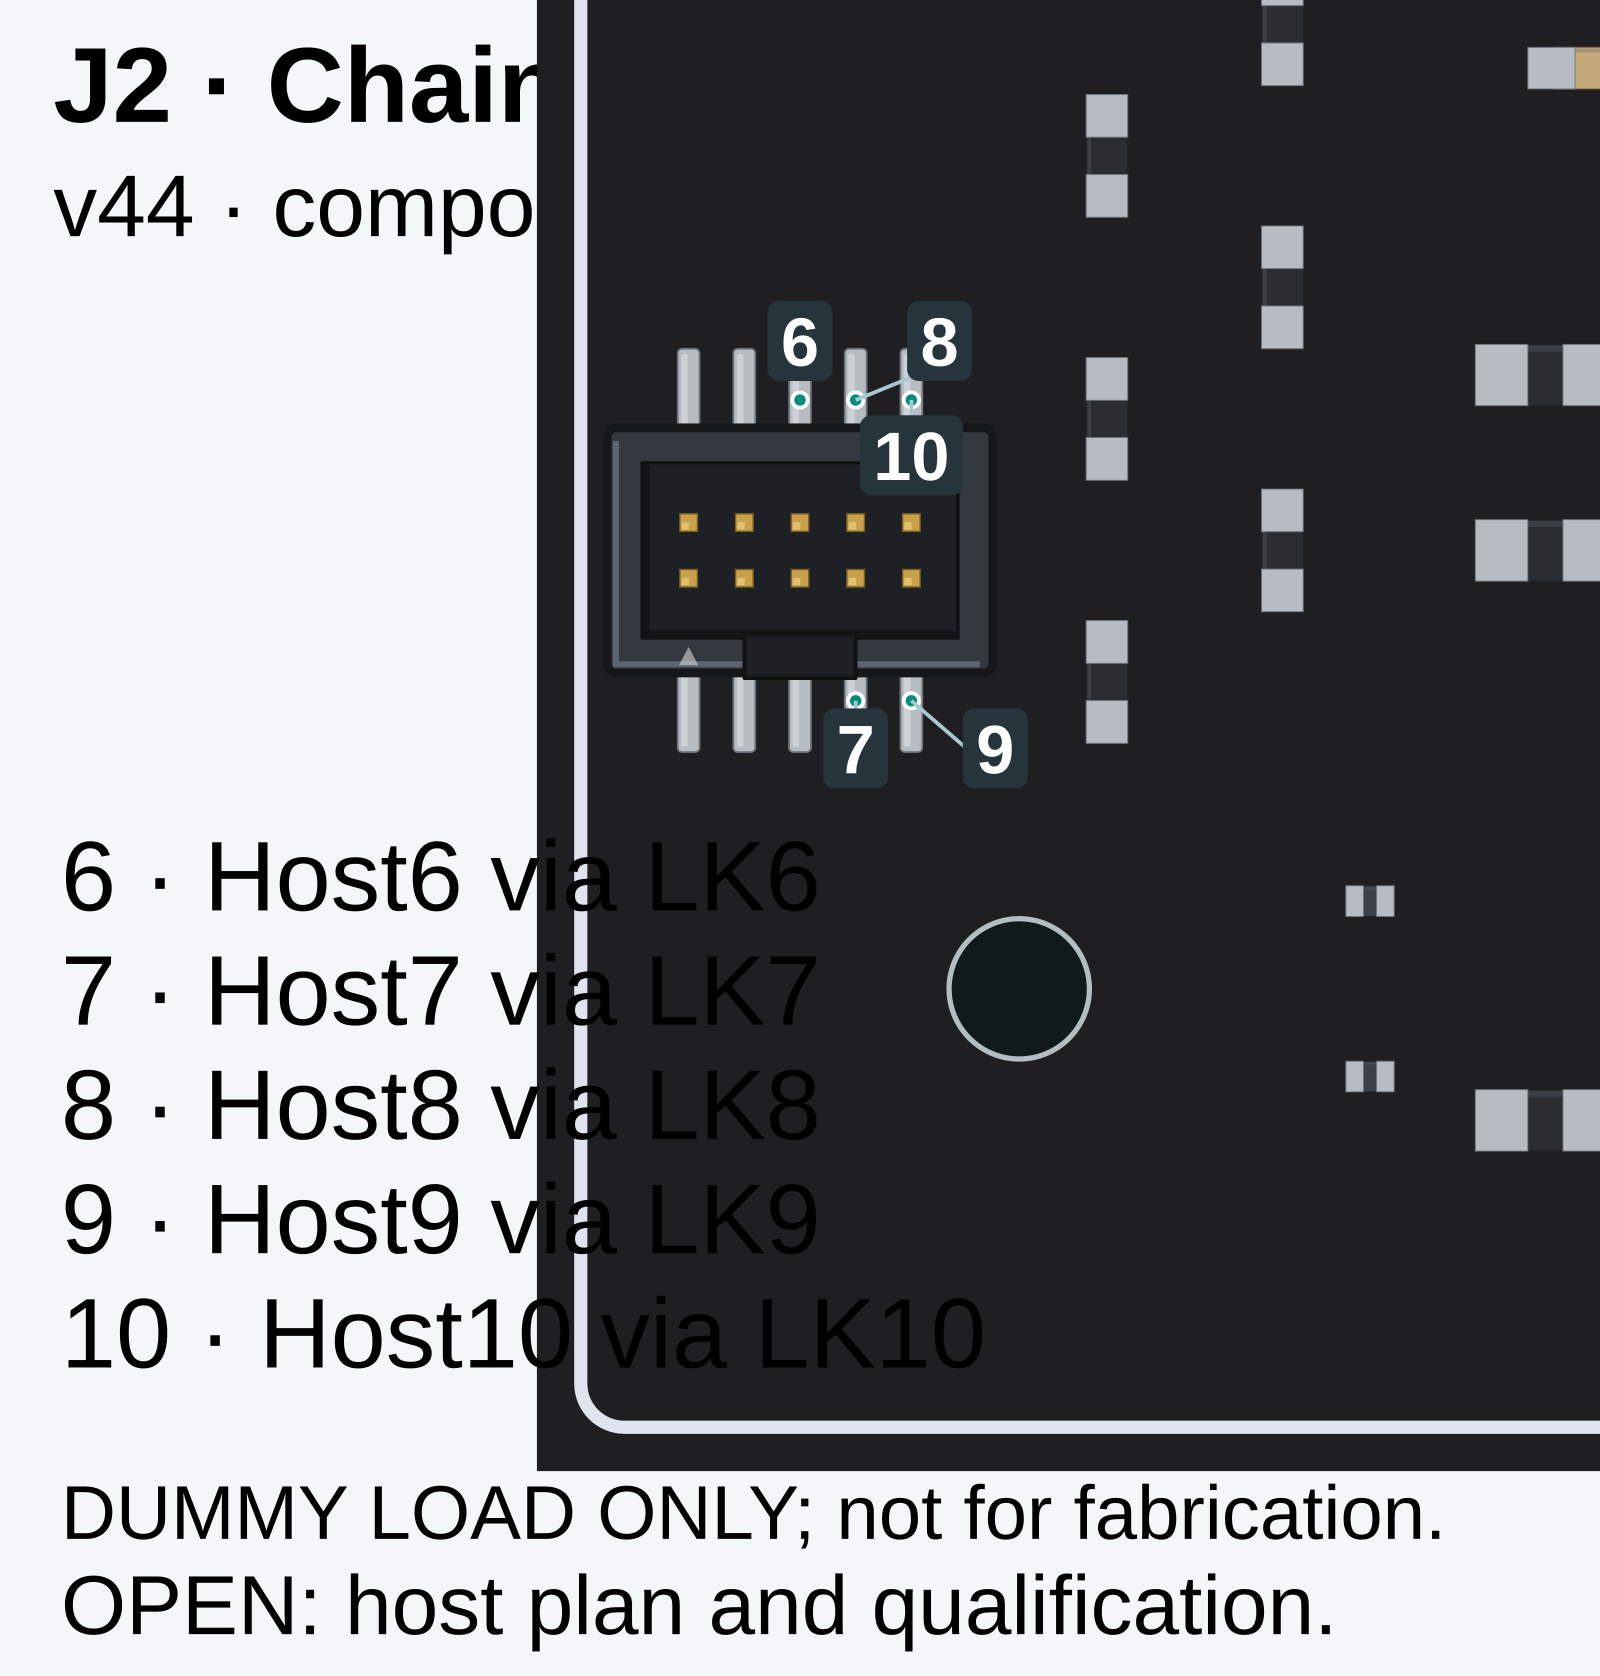 J2 · Chain
v44 · compo
6 8
10
7 9
6 · Host6 via LK6
7 · Host7 via LK7
8 · Host8 via LK8
9 · Host9 via LK9
10 · Host10 via LK10
DUMMY LOAD ONLY; not for fabrication.
OPEN: host plan and qualification.